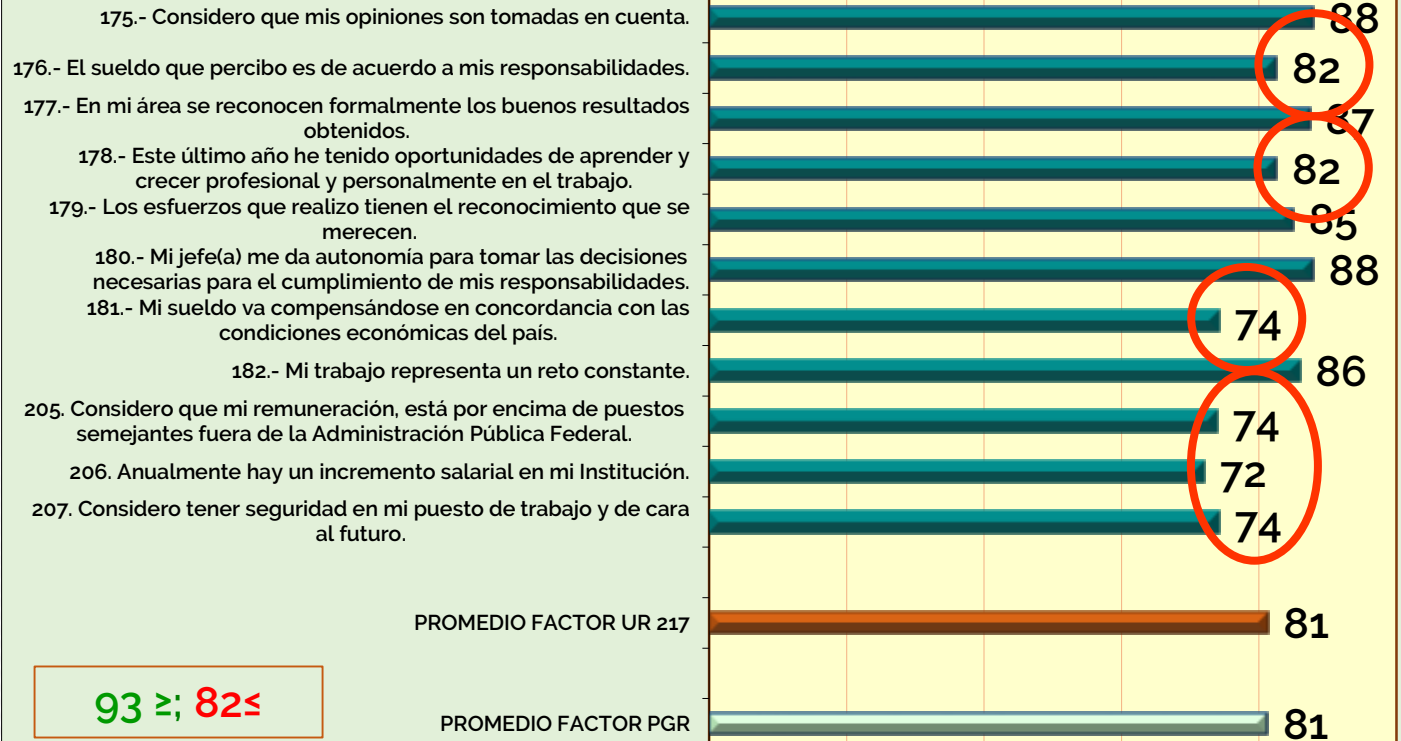 175.- Considero que mis opiniones son tomadas en cuenta.
88
176.- El sueldo que percibo es de acuerdo a mis responsabilidades.
82
177.- En mi área se reconocen formalmente los buenos resultados
obtenidos.
87
178.- Este último año he tenido oportunidades de aprender y
crecer profesional y personalmente en el trabajo.
82
179.- Los esfuerzos que realizo tienen el reconocimiento que se
merecen.
85
180.- Mi jefe(a) me da autonomía para tomar las decisiones
necesarias para el cumplimiento de mis responsabilidades.
88
181.- Mi sueldo va compensándose en concordancia con las
condiciones económicas del país.
74
182.- Mi trabajo representa un reto constante.
86
205. Considero que mi remuneración, está por encima de puestos
semejantes fuera de la Administración Pública Federal.
74
206. Anualmente hay un incremento salarial en mi Institución.
72
207. Considero tener seguridad en mi puesto de trabajo y de cara
al futuro.
74
PROMEDIO FACTOR UR 217
81
93 ≥; 82≤
PROMEDIO FACTOR PGR
81